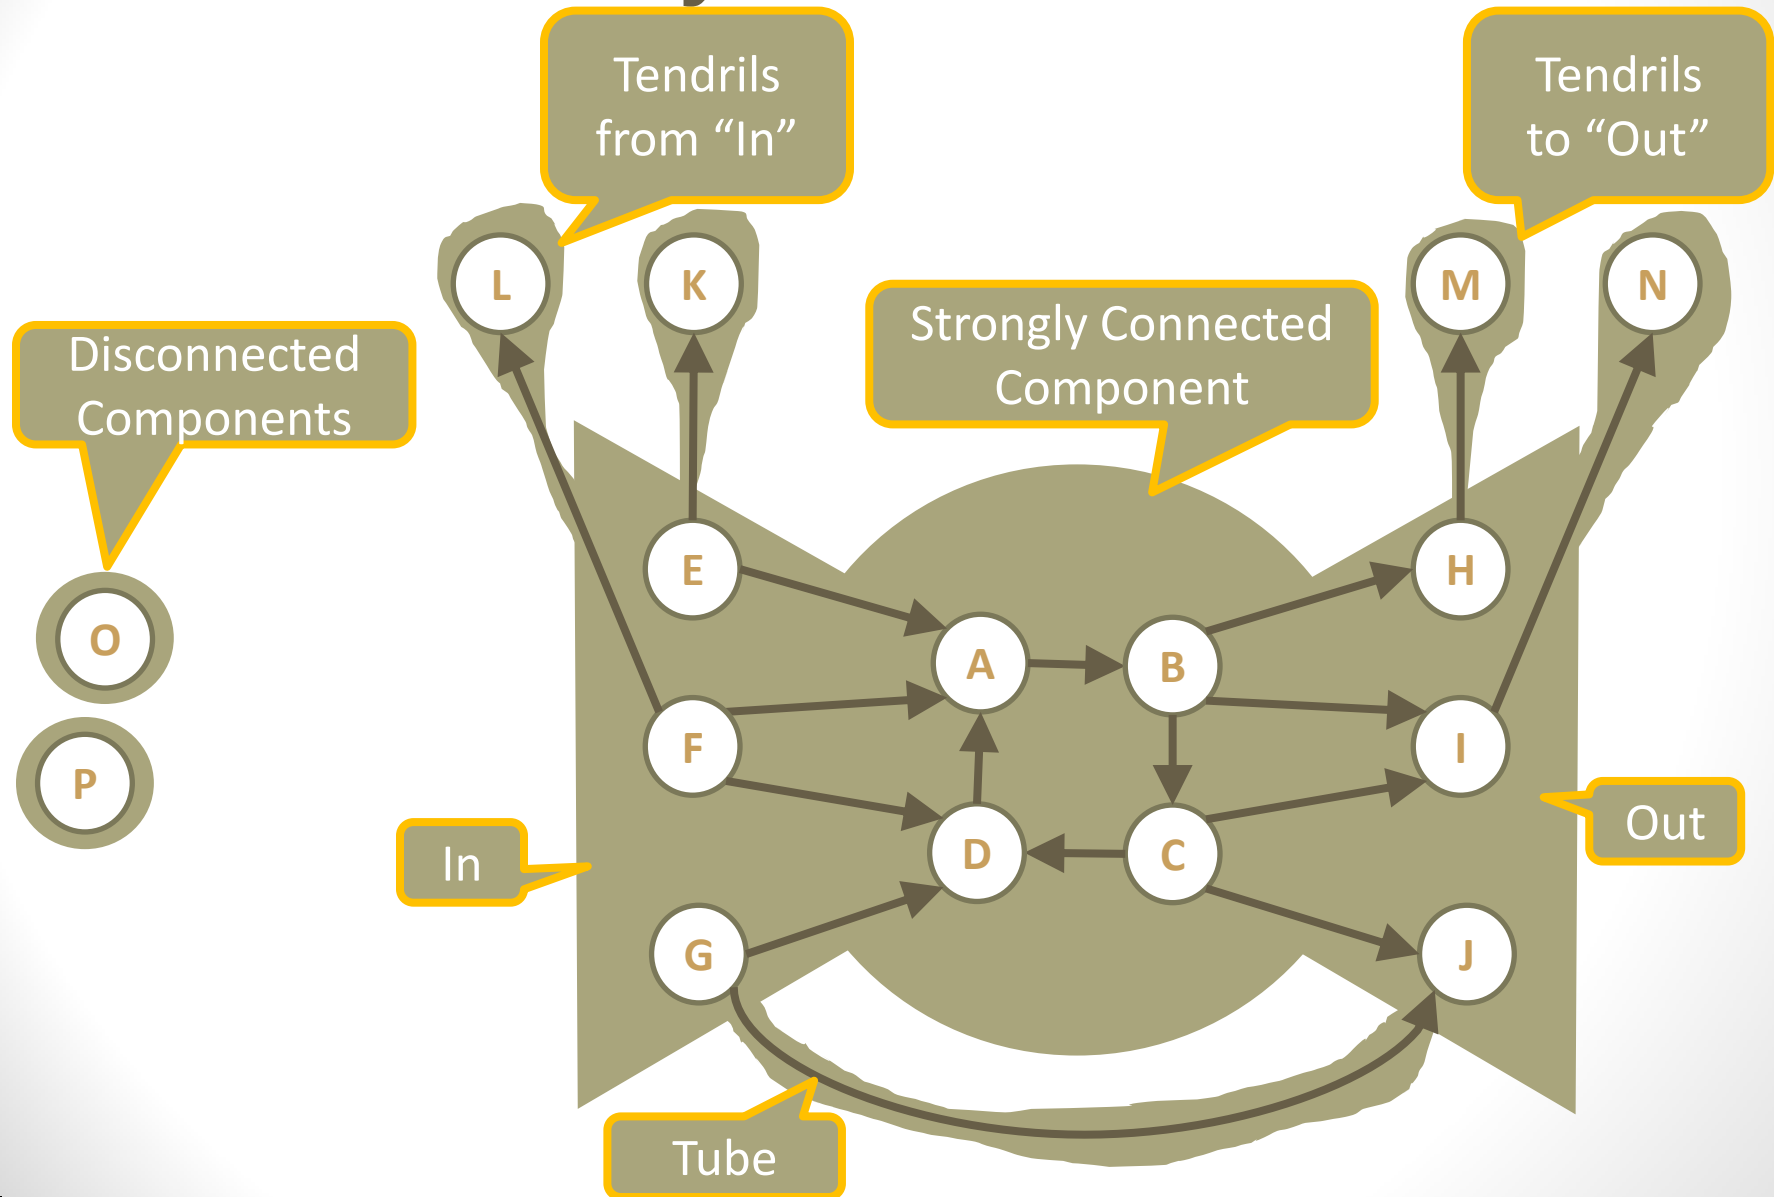 Tendrils
from “In”
Tendrils
to “Out”
L
K
M
N
Strongly Connected
Component
Disconnected
Components
E
H
O
A
B
F
I
P
Out
In
D
C
G
J
Tube